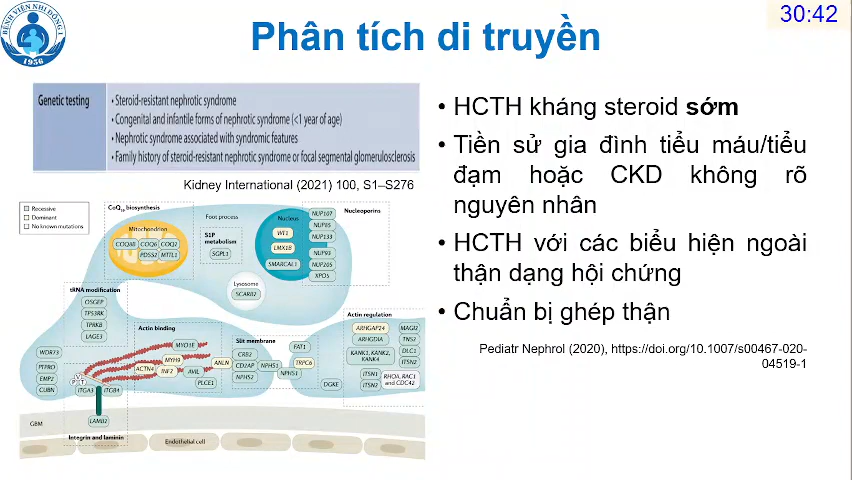 BỆNH VIỆN NHI ĐỒNG 1
1956
30:42
Phân tích di truyền
Genetic testing
• Steroid-resistant nephrotic syndrome
• Congenital and infantile forms of nephrotic syndrome (<1 year of age)
• Nephrotic syndrome associated with syndromic features
• Family history of steroid-resistant nephrotic syndrome or focal segmental glomerulosclerosis
Kidney International (2021) 100, S1–S276
Recessive
Dominant
No known mutations
CoQ10 biosynthesis
Mitochondrion
COQ8B COQ6 COQ2
PDSS2 MTTL1
Foot process
S1P
metabolism
SGPL1
Nucleus
WT1
LMX1B
SMARCAL1
Nucleoporins
NUP107
NUP85
NUP133
NUP93
NUP205
XPO5
Lysosome
SCARB2
tRNA modification
OSGEP
TP53RK
TPRKB
LAGE3
WDR73
PTPRO
EMP2
CUBN
ITGA3
ITGB4
LAMB2
Integrin and laminin
GBM
Endothelial cell
Actin binding
MYO1E
MYH9
ACTN4
INF2
AVIL
ANLN
PLCE1
Slit membrane
CRB2
CD2AP
NPHS2
NPHS1
NPHS1
FAT1
TRPC6
DGKE
Actin regulation
ARHGAP24
ARHGDIA
KANK1, KANK2,
KANK4
ITSN1
ITSN2
MAGI2
TNS2
DLC1
ITSN2
RHOA, RAC1
and CDC42
• HCTH kháng steroid sớm
• Tiền sử gia đình tiểu máu/tiểu
đạm hoặc CKD không rõ
nguyên nhân
• HCTH với các biểu hiện ngoài
thận dạng hội chứng
• Chuẩn bị ghép thận
Pediatr Nephrol (2020), https://doi.org/10.1007/s00467-020-
04519-1